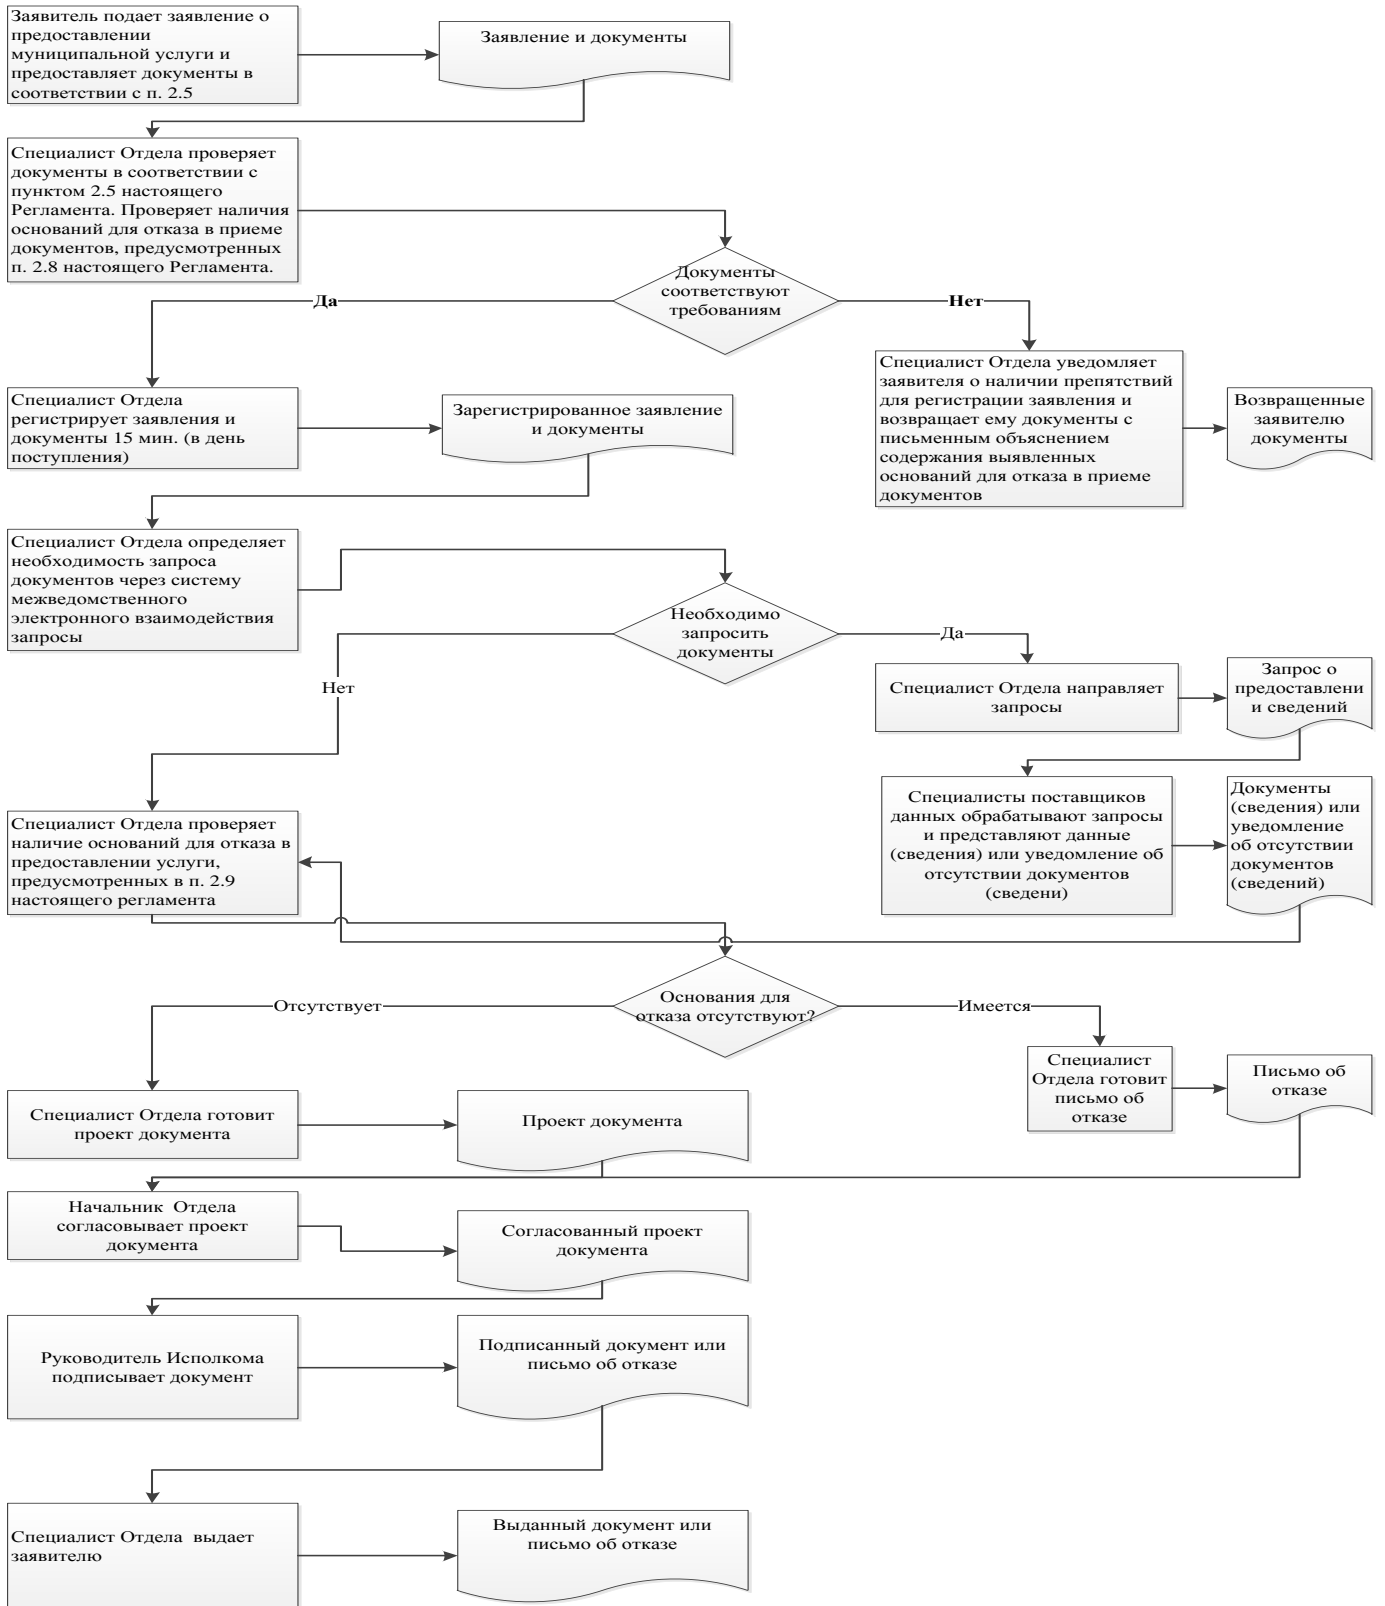 Заявитель подает заявление о
предоставлении
муниципальной услуги и
предоставляет документы в
соответствии с п. 2.5
Заявление и документы
Специалист Отдела проверяет
документы в соответствии с
пунктом 2.5 настоящего
Регламента. Проверяет наличия
оснований для отказа в приеме
документов, предусмотренных
п. 2.8 настоящего Регламента.
Документы
соответствуют
требованиям
Да
Нет
Специалист Отдела
регистрирует заявления и
документы 15 мин. (в день
поступления)
Зарегистрированное заявление
и документы
Специалист Отдела уведомляет
заявителя о наличии препятствий
для регистрации заявления и
возвращает ему документы с
письменным объяснением
содержания выявленных
оснований для отказа в приеме
документов
Возвращенные
заявителю
документы
Специалист Отдела определяет
необходимость запроса
документов через систему
межведомственного
электронного взаимодействия
запросы
Необходимо
запросить
документы
Да
Нет
Специалист Отдела направляет
запросы
Запрос о
предоставлени
и сведений
Специалисты поставщиков
данных обрабатывают запросы
и представляют данные
(сведения) или уведомление об
отсутствии документов
(сведени)
Документы
(сведения) или
уведомление
об отсутствии
документов
(сведений)
Специалист Отдела проверяет
наличие оснований для отказа в
предоставлении услуги,
предусмотренных в п. 2.9
настоящего регламента
Основания для
отказа отсутствуют?
Отсутствует
Имеется
Специалист
Отдела готовит
письмо об
отказе
Письмо об
отказе
Специалист Отдела готовит
проект документа
Проект документа
Начальник  Отдела
согласовывает проект
документа
Согласованный проект
документа
Руководитель Исполкома
подписывает документ
Подписанный документ или
письмо об отказе
Специалист Отдела  выдает
заявителю
Выданный документ или
письмо об отказе